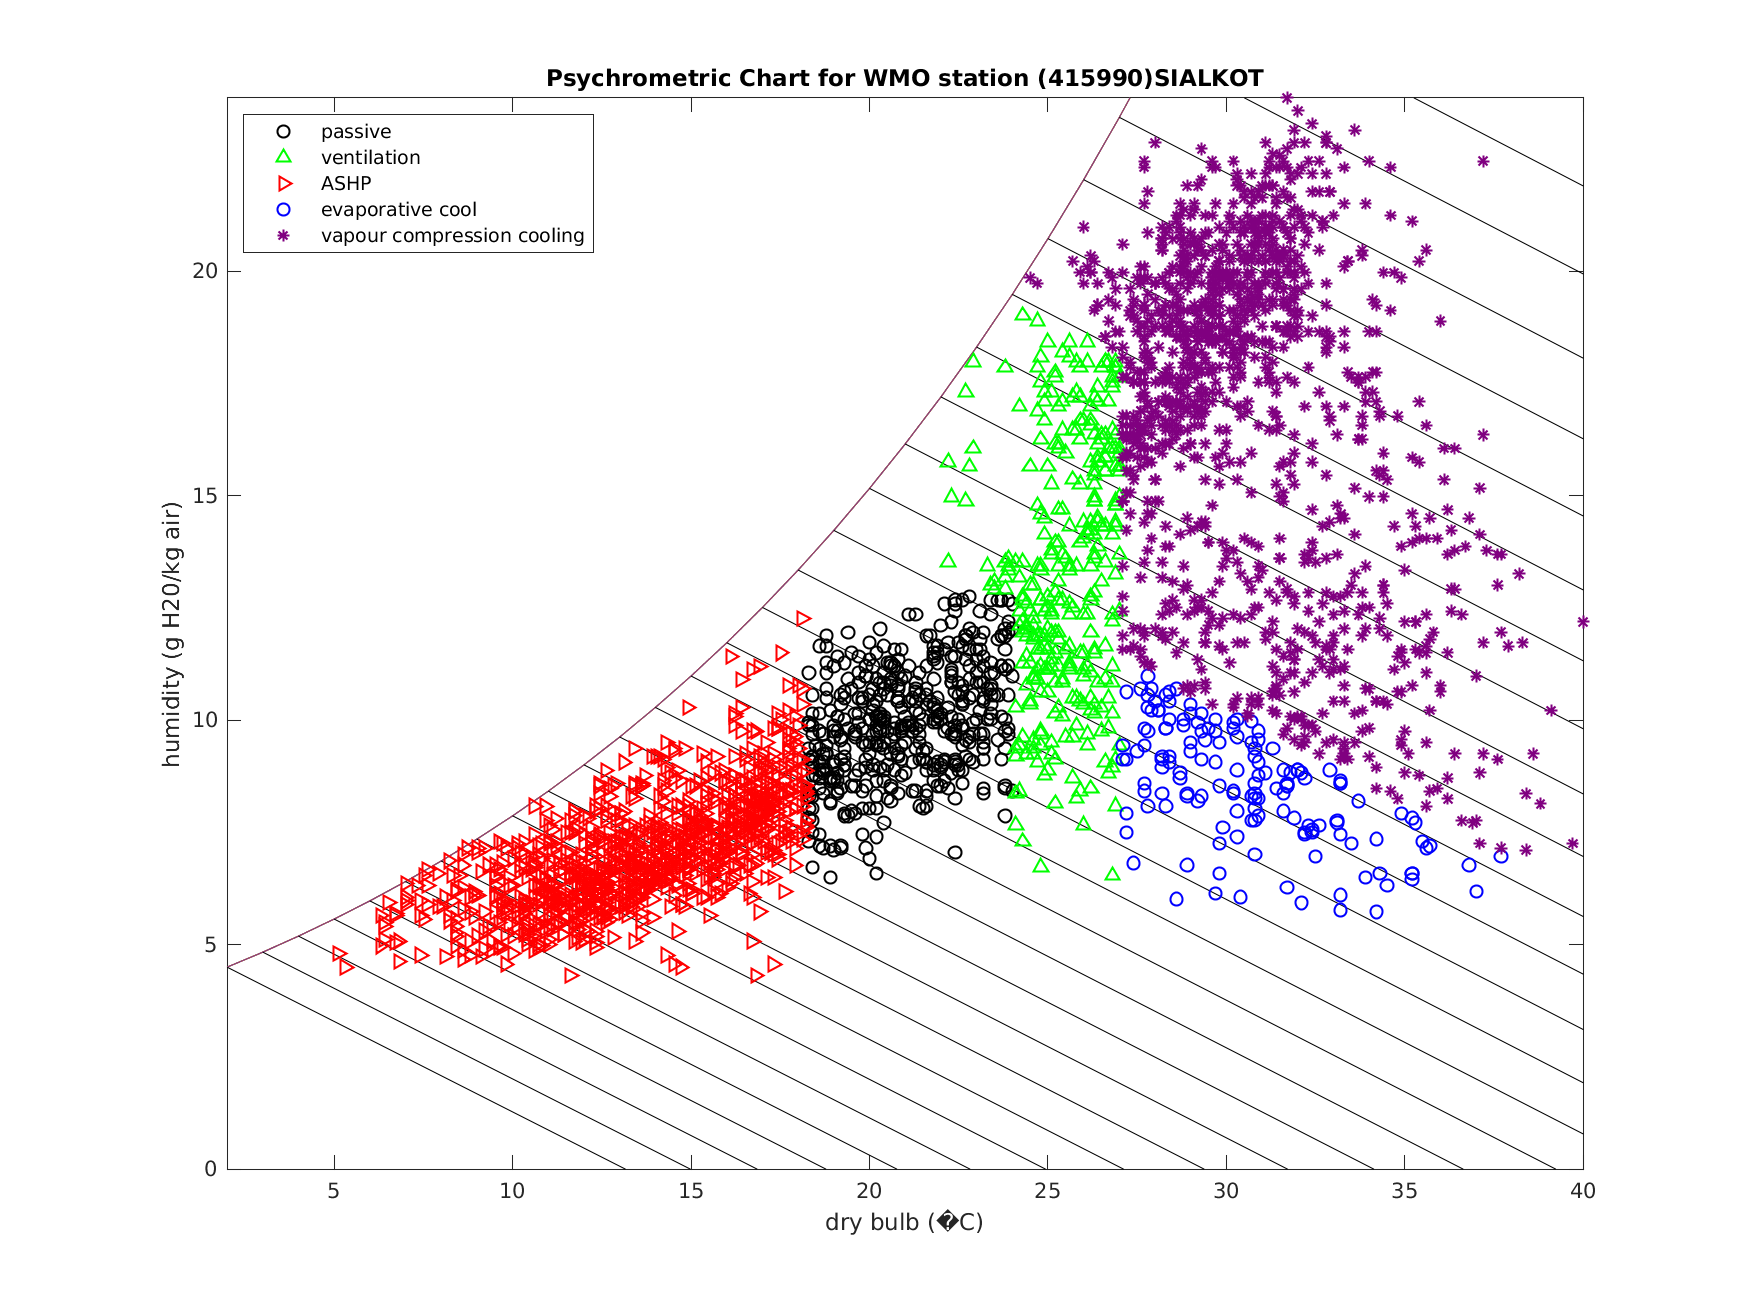 Psychrometric Chart for WMO station (415990)SIALKOT
passive
ventilation
ASHP
evaporative cool
vapour compression cooling
humidity (g H20/kg air)
20
15
10
5
0
5
10
15
20
25
30
35
40
dry bulb (�C)